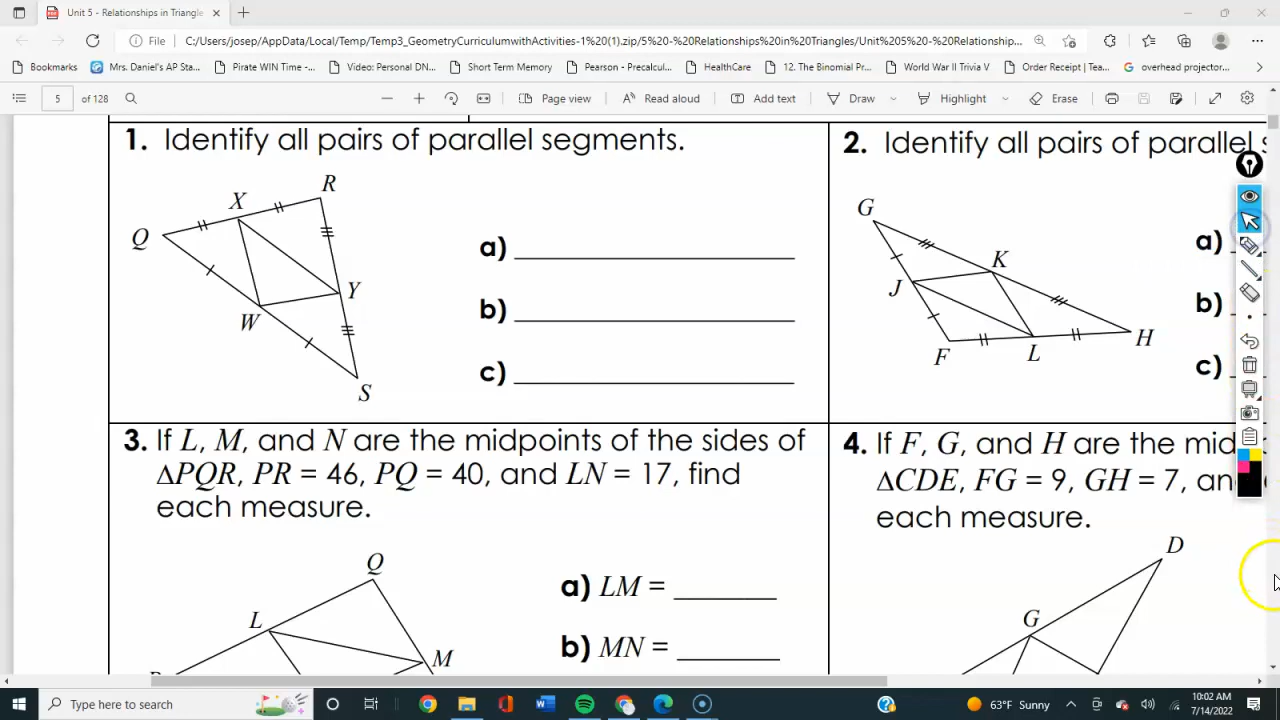 Unit 5 - Relationships in Triangle
File
C:/Users/josep/AppData/Local/Temp/Temp3_GeometryCurriculumwithActivities-1%20(1).zip/5%20-%20Relationships%20in%20Triangles/Unit%205%20-%20Relationship...
Bookmarks
Mrs. Daniel's AP Sta...
Pirate WIN Time -...
Video: Personal DN...
Short Term Memory
Pearson - Precalcul...
HealthCare
12. The Binomial Pr...
World War II Trivia V
Order Receipt | Tea...
overhead projector...
5 of 128
Page view
Read aloud
Add text
Draw
Highlight
Erase
1. Identify all pairs of parallel segments.
Q
X
R
Y
W
S
a)
b)
c)
2. Identify all pairs of parallel s
G
K
J
F
L
H
a)
b)
c)
3. If L, M, and N are the midpoints of the sides of
ΔPQR, PR = 46, PQ = 40, and LN = 17, find
each measure.
Q
L
M
a) LM =
b) MN =
4. If F, G, and H are the mid
ΔCDE, FG = 9, GH = 7, an
each measure.
D
G
Type here to search
63°F Sunny
10:02 AM
7/14/2022